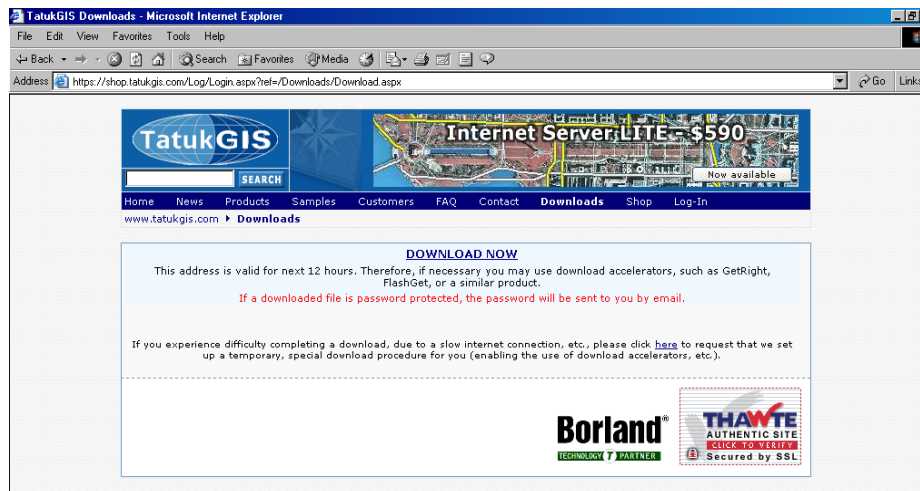 TatukGIS Downloads - Microsoft Internet Explorer
File Edit View Favorites Tools Help
Back Search Favorites Media
Address https://shop.tatukgis.com/Log/Login.aspx?ref=/Downloads/Download.aspx Go Links
TatukGIS
Internet Server LITE - $590
SEARCH
Now available
Home News Products Samples Customers FAQ Contact Downloads Shop Log-In
www.tatukgis.com Downloads
DOWNLOAD NOW
This address is valid for next 12 hours. Therefore, if necessary you may use download accelerators, such as GetRight,
FlashGet, or a similar product.
If a downloaded file is password protected, the password will be sent to you by email.
If you experience difficulty completing a download, due to a slow internet connection, etc., please click here to request that we set
up a temporary, special download procedure for you (enabling the use of download accelerators, etc.).
Borland®
TECHNOLOGY T PARTNER
THAWTE
AUTHENTIC SITE
CLICK TO VERIFY
Secured by SSL